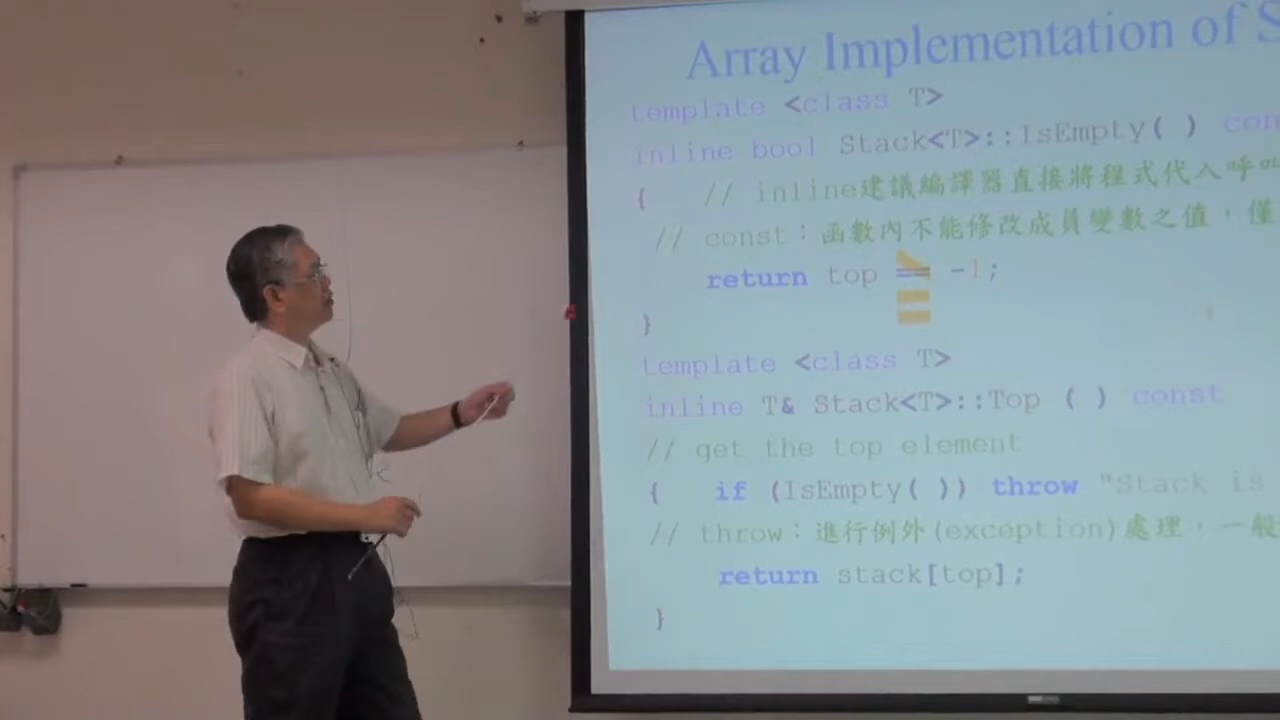 Array Implementation of S
template <class T>
inline bool Stack<T>::IsEmpty( ) con
{ // inline建議編譯器直接將程式代入呼叫
// const：函數內不能修改成員變數之值，僅
return top == -1;
}
template <class T>
inline T& Stack<T>::Top ( ) const
// get the top element
{ if (IsEmpty( )) throw "Stack is
// throw：進行例外(exception)處理，一般
return stack[top];
}